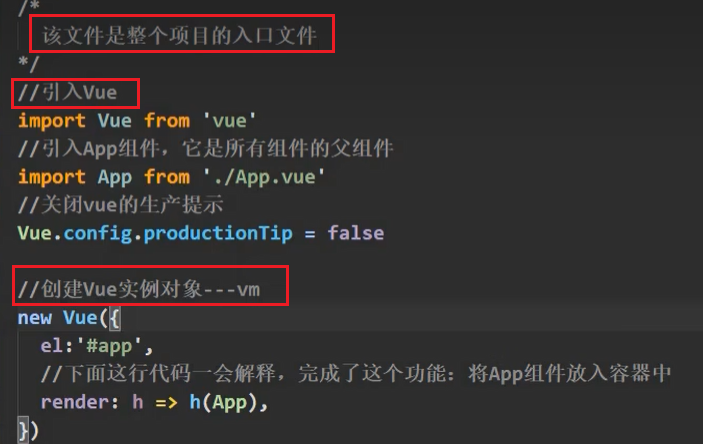 /*
该文件是整个项目的入口文件
*/
//引入Vue
import Vue from 'vue'
//引入App组件，它是所有组件的父组件
import App from './App.vue'
//关闭vue的生产提示
Vue.config.productionTip = false
//创建Vue实例对象---vm
new Vue({
el:'#app',
//下面这行代码一会解释，完成了这个功能：将App组件放入容器中
render: h => h(App),
})